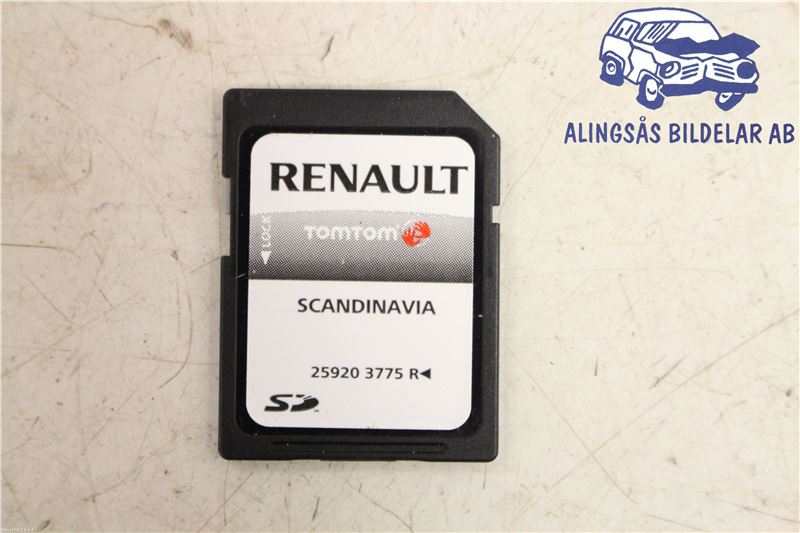 ALINGSÅS BILDELAR AB
RENAULT
◀LOCK
TOMTOM
SCANDINAVIA
25920 3775 R◀
SD